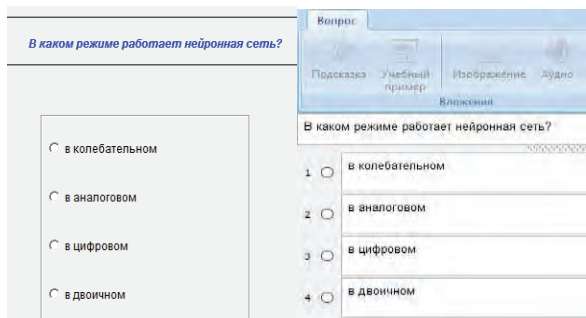 В каком режиме работает нейронная сеть?
в колебательном
в аналоговом
в цифровом
в двоичном
Вопрос
Подсказка Учебный пример Изображение Аудио
Вложения
В каком режиме работает нейронная сеть?
1 в колебательном
2 в аналоговом
3 в цифровом
4 в двоичном